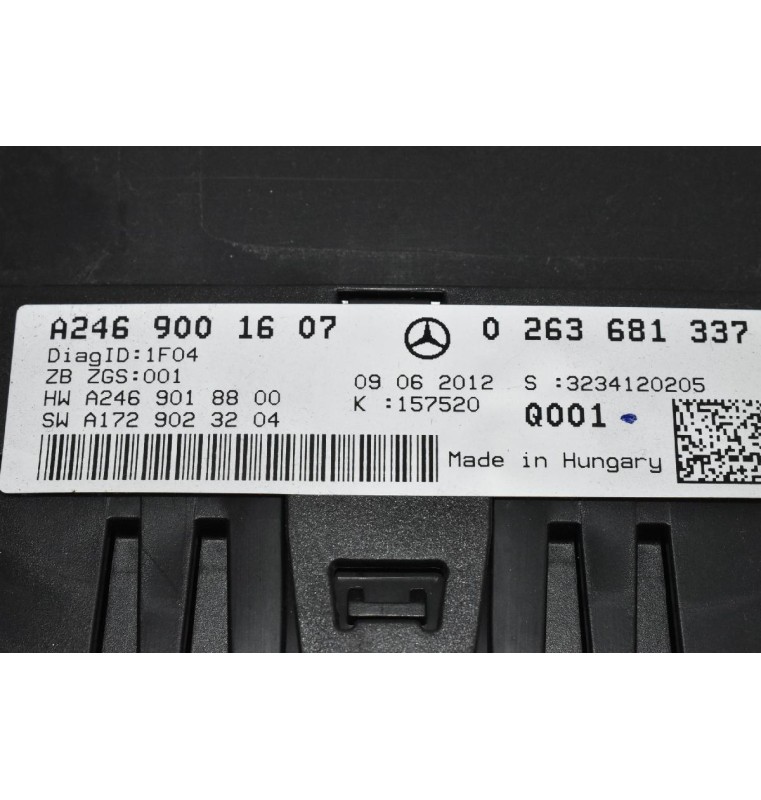 A246 900 16 07 0 263 681 337
DiagID:1F04
ZB ZGS:001 09 06 2012 S :3234120205
HW A246 901 88 00 K :157520 Q001
SW A172 902 32 04
Made in Hungary